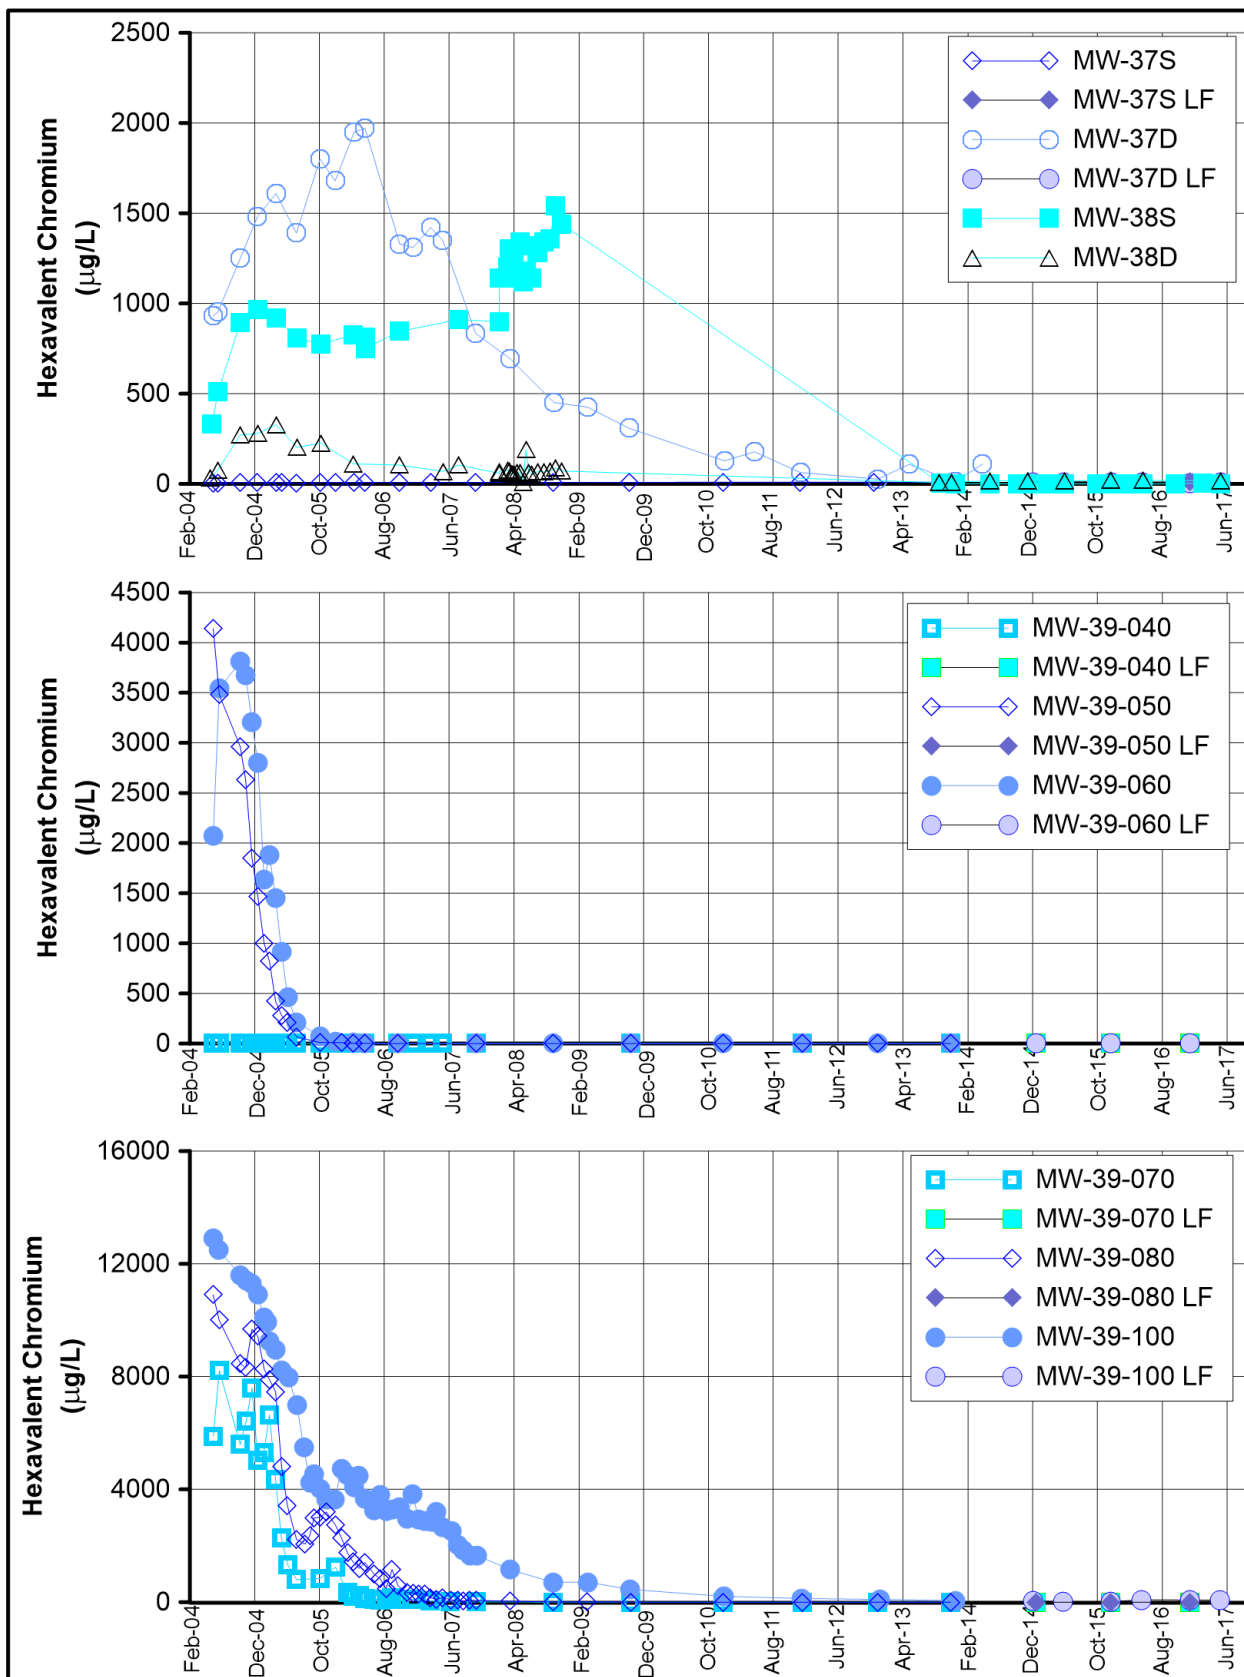 Hexavalent Chromium
(µg/L)
2500
2000
1500
1000
500
0
Feb-04
Dec-04
Oct-05
Aug-06
Jun-07
Apr-08
Feb-09
Dec-09
Oct-10
Aug-11
Jun-12
Apr-13
Feb-14
Dec-14
Oct-15
Aug-16
Jun-17
MW-37S
MW-37S LF
MW-37D
MW-37D LF
MW-38S
MW-38D
Hexavalent Chromium
(µg/L)
4500
4000
3500
3000
2500
2000
1500
1000
500
0
Feb-04
Dec-04
Oct-05
Aug-06
Jun-07
Apr-08
Feb-09
Dec-09
Oct-10
Aug-11
Jun-12
Apr-13
Feb-14
Dec-14
Oct-15
Aug-16
Jun-17
MW-39-040
MW-39-040 LF
MW-39-050
MW-39-050 LF
MW-39-060
MW-39-060 LF
Hexavalent Chromium
(µg/L)
16000
12000
8000
4000
0
Feb-04
Dec-04
Oct-05
Aug-06
Jun-07
Apr-08
Feb-09
Dec-09
Oct-10
Aug-11
Jun-12
Apr-13
Feb-14
Dec-14
Oct-15
Aug-16
Jun-17
MW-39-070
MW-39-070 LF
MW-39-080
MW-39-080 LF
MW-39-100
MW-39-100 LF